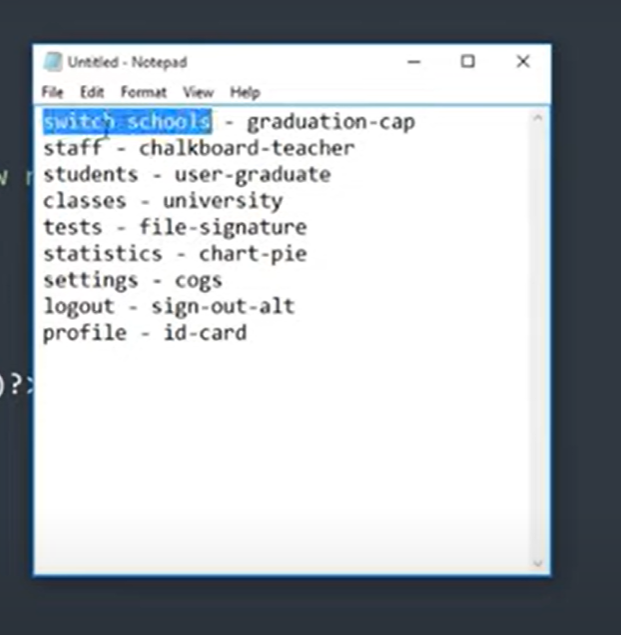 Untitled - Notepad
File Edit Format View Help
switch schools - graduation-cap
staff - chalkboard-teacher
students - user-graduate
classes - university
tests - file-signature
statistics - chart-pie
settings - cogs
logout - sign-out-alt
profile - id-card
)?>